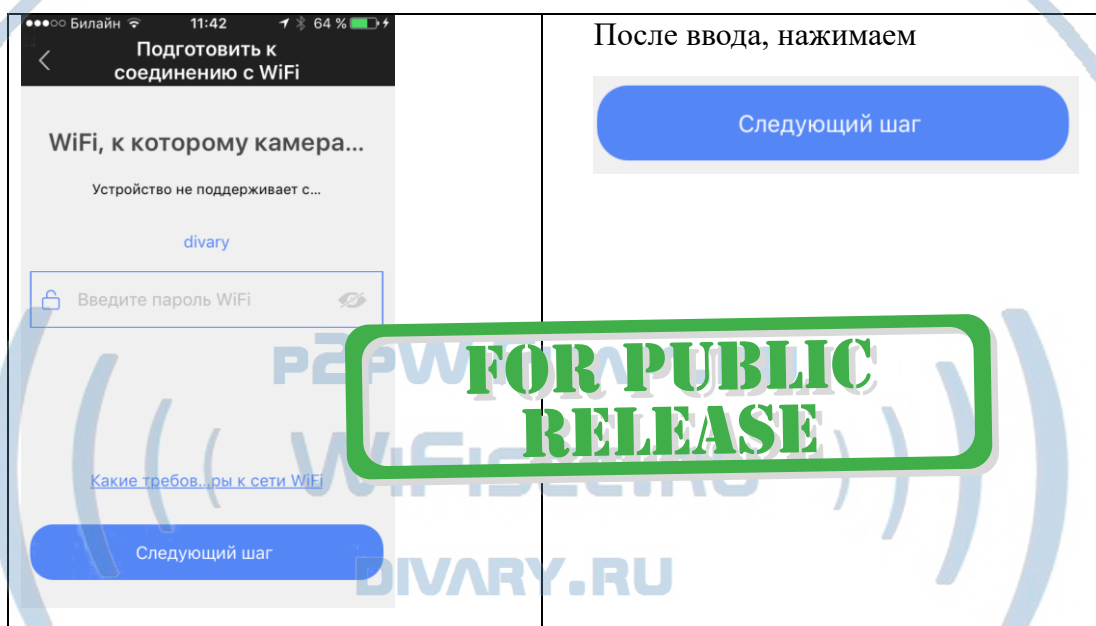 Билайн 11:42 64 %
Подготовить к
соединению с WiFi
WiFi, к которому камера...
Устройство не поддерживает с...
divary
Введите пароль WiFi
Какие требов...ры к сети WiFi
Следующий шаг
После ввода, нажимаем
Следующий шаг
FOR PUBLIC
RELEASE
DIVARY.RU